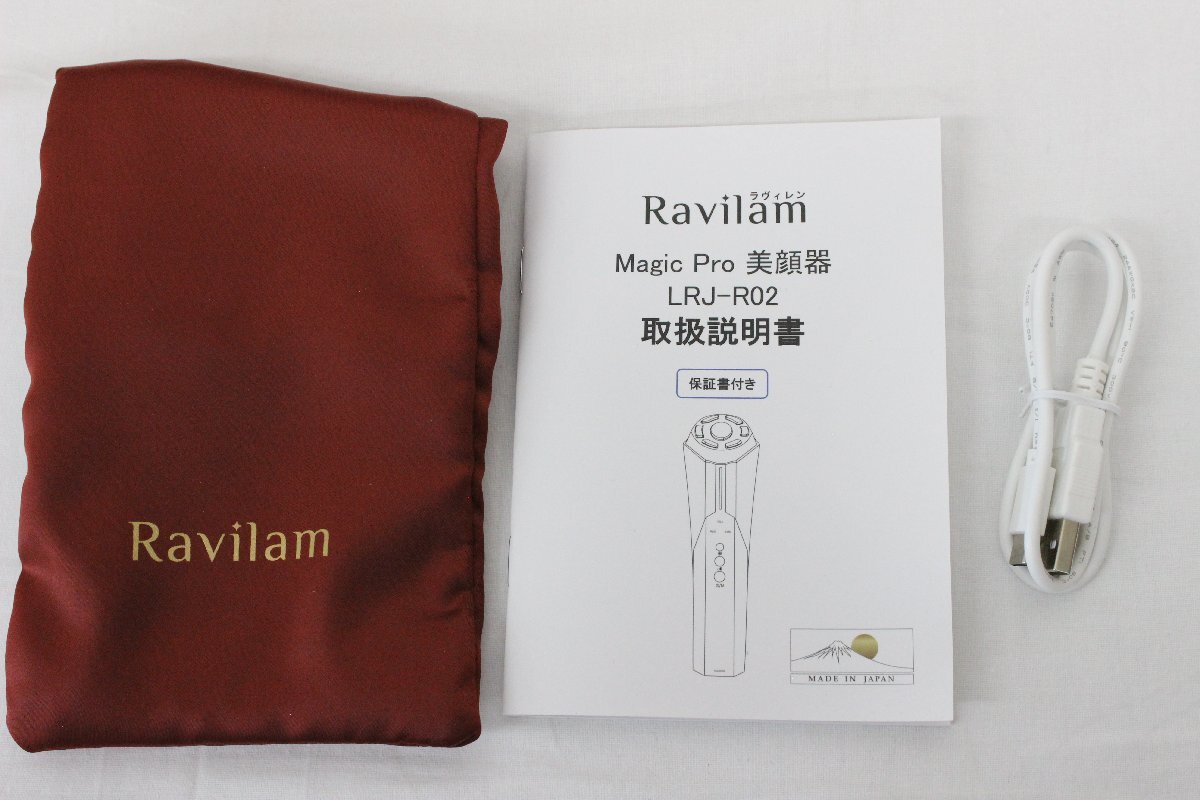 Ravilam
ラヴィレン
Ravilam
Magic Pro 美顔器
LRJ-R02
取扱説明書
保証書付き
MADE IN JAPAN